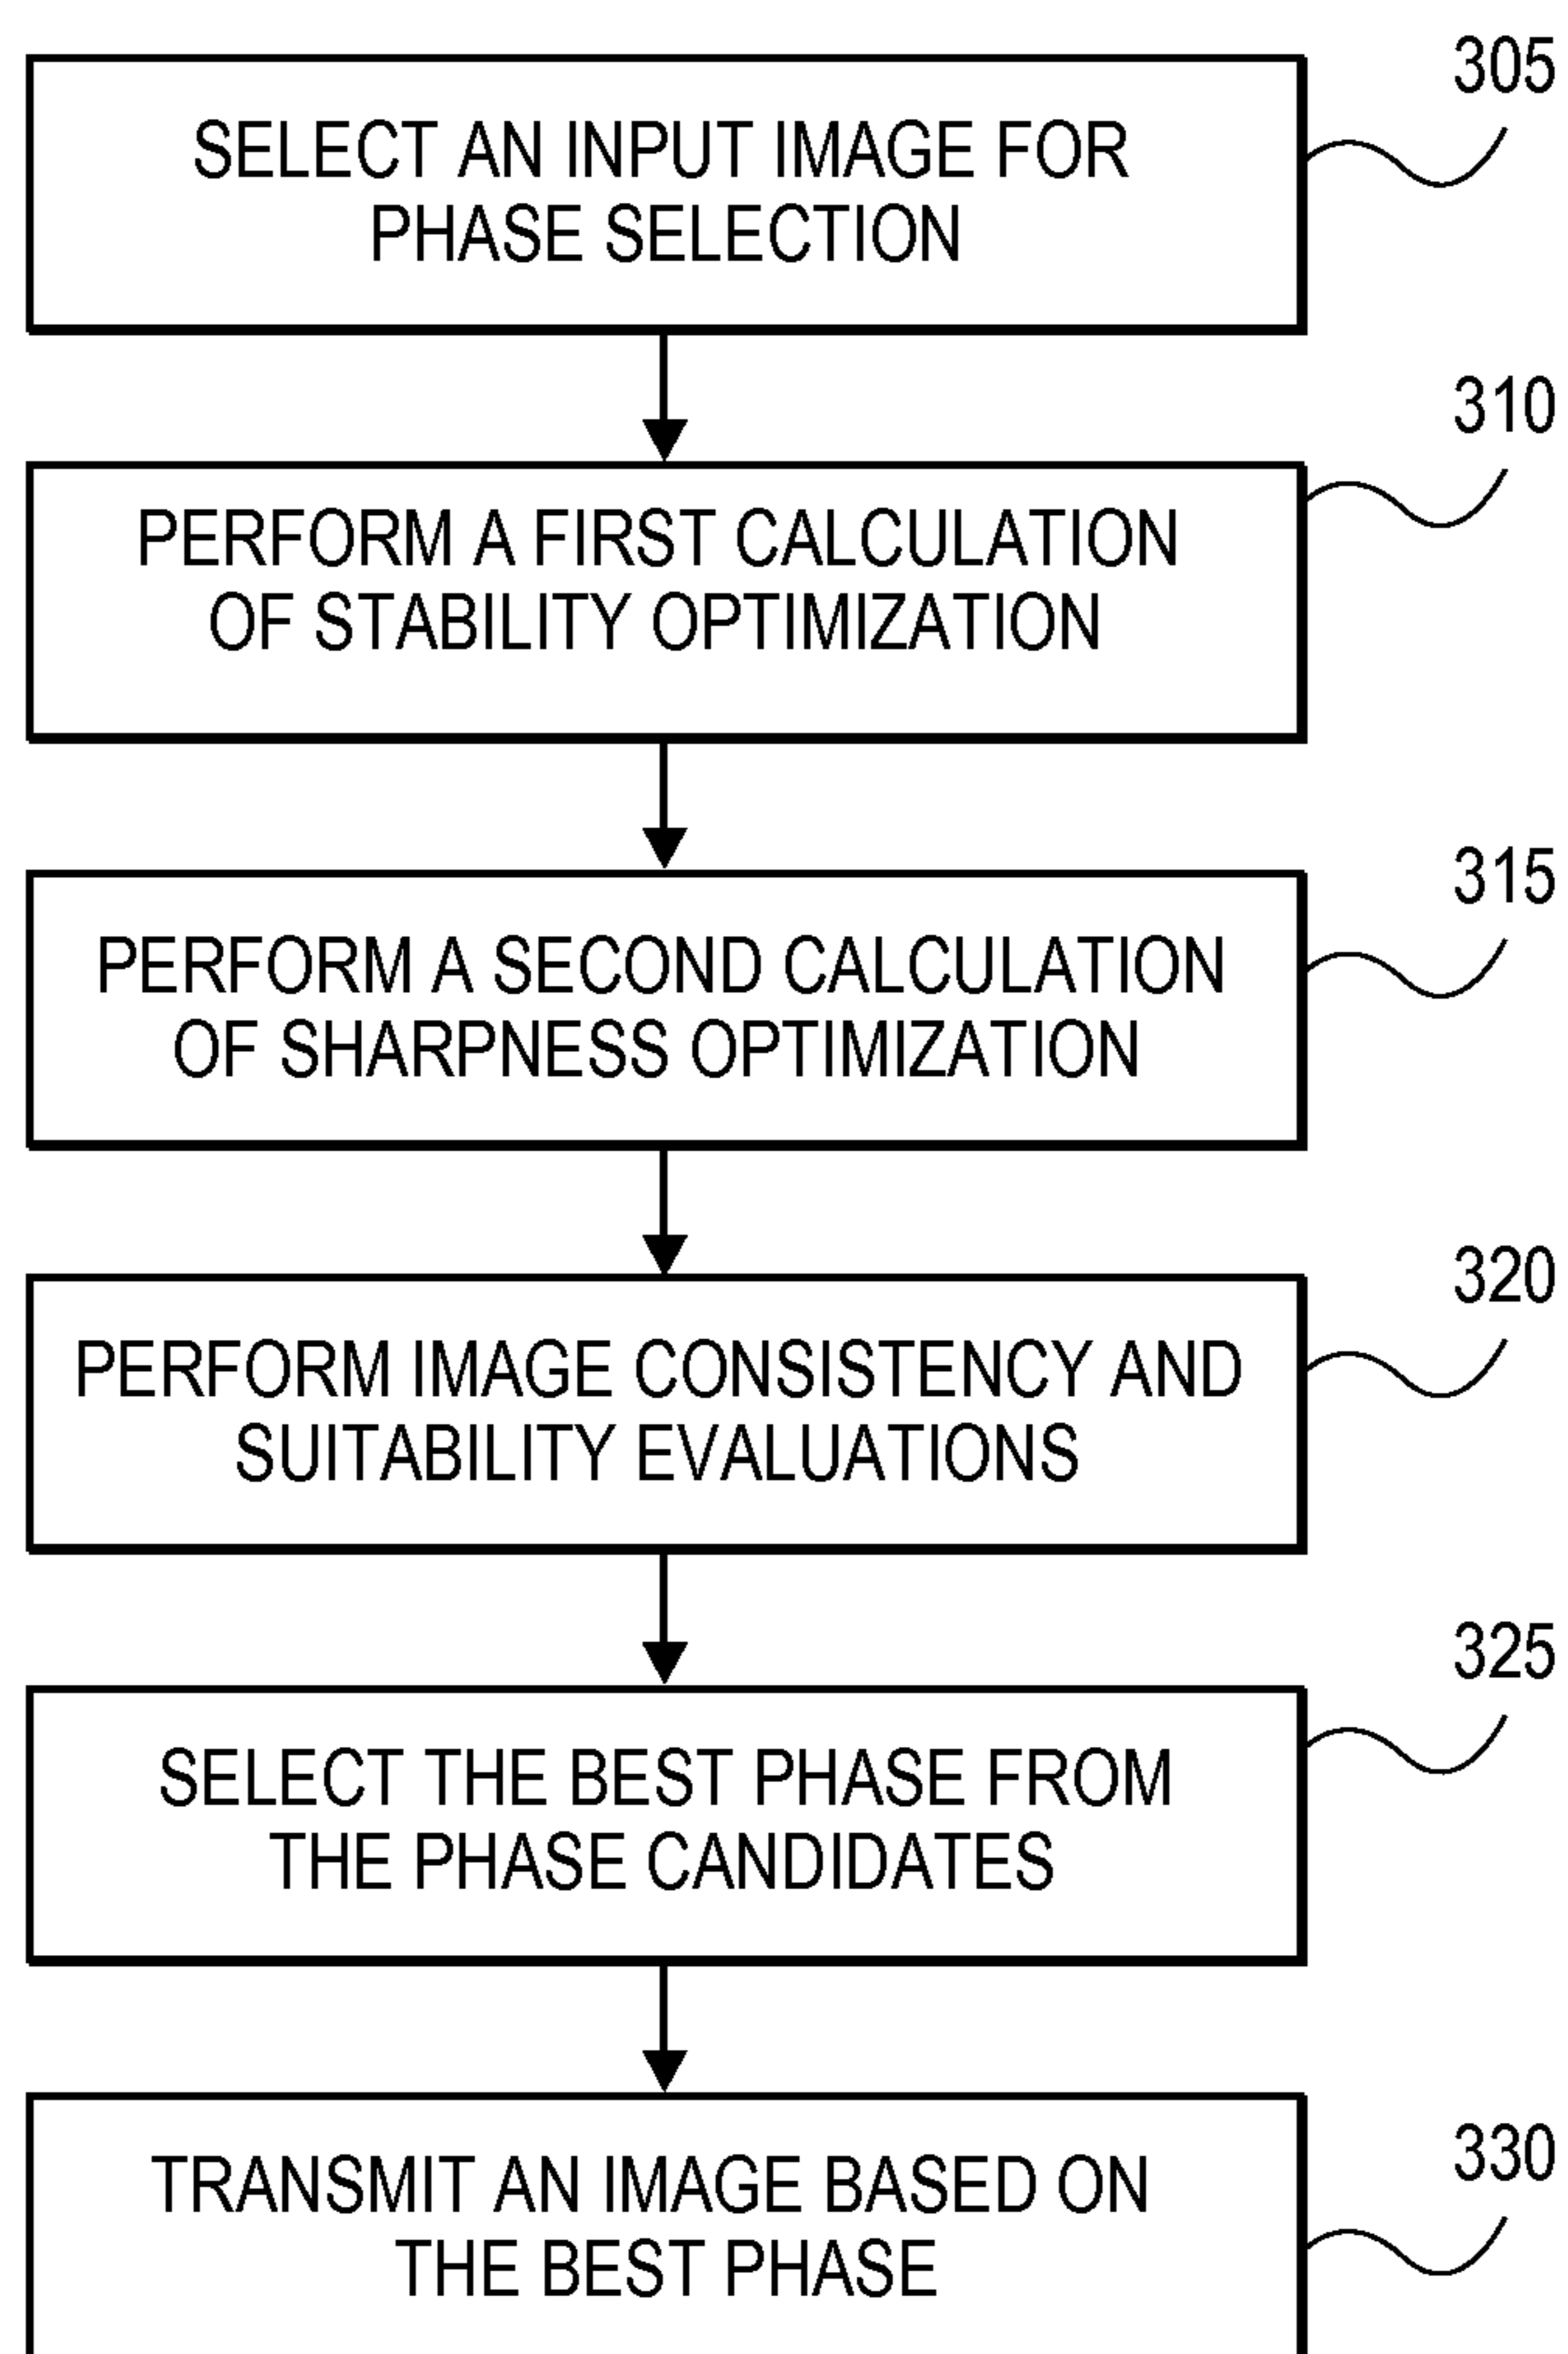 305
SELECT AN INPUT IMAGE FOR
PHASE SELECTION
310
PERFORM A FIRST CALCULATION
OF STABILITY OPTIMIZATION
315
PERFORM A SECOND CALCULATION
OF SHARPNESS OPTIMIZATION
320
PERFORM IMAGE CONSISTENCY AND
SUITABILITY EVALUATIONS
325
SELECT THE BEST PHASE FROM
THE PHASE CANDIDATES
330
TRANSMIT AN IMAGE BASED ON
THE BEST PHASE